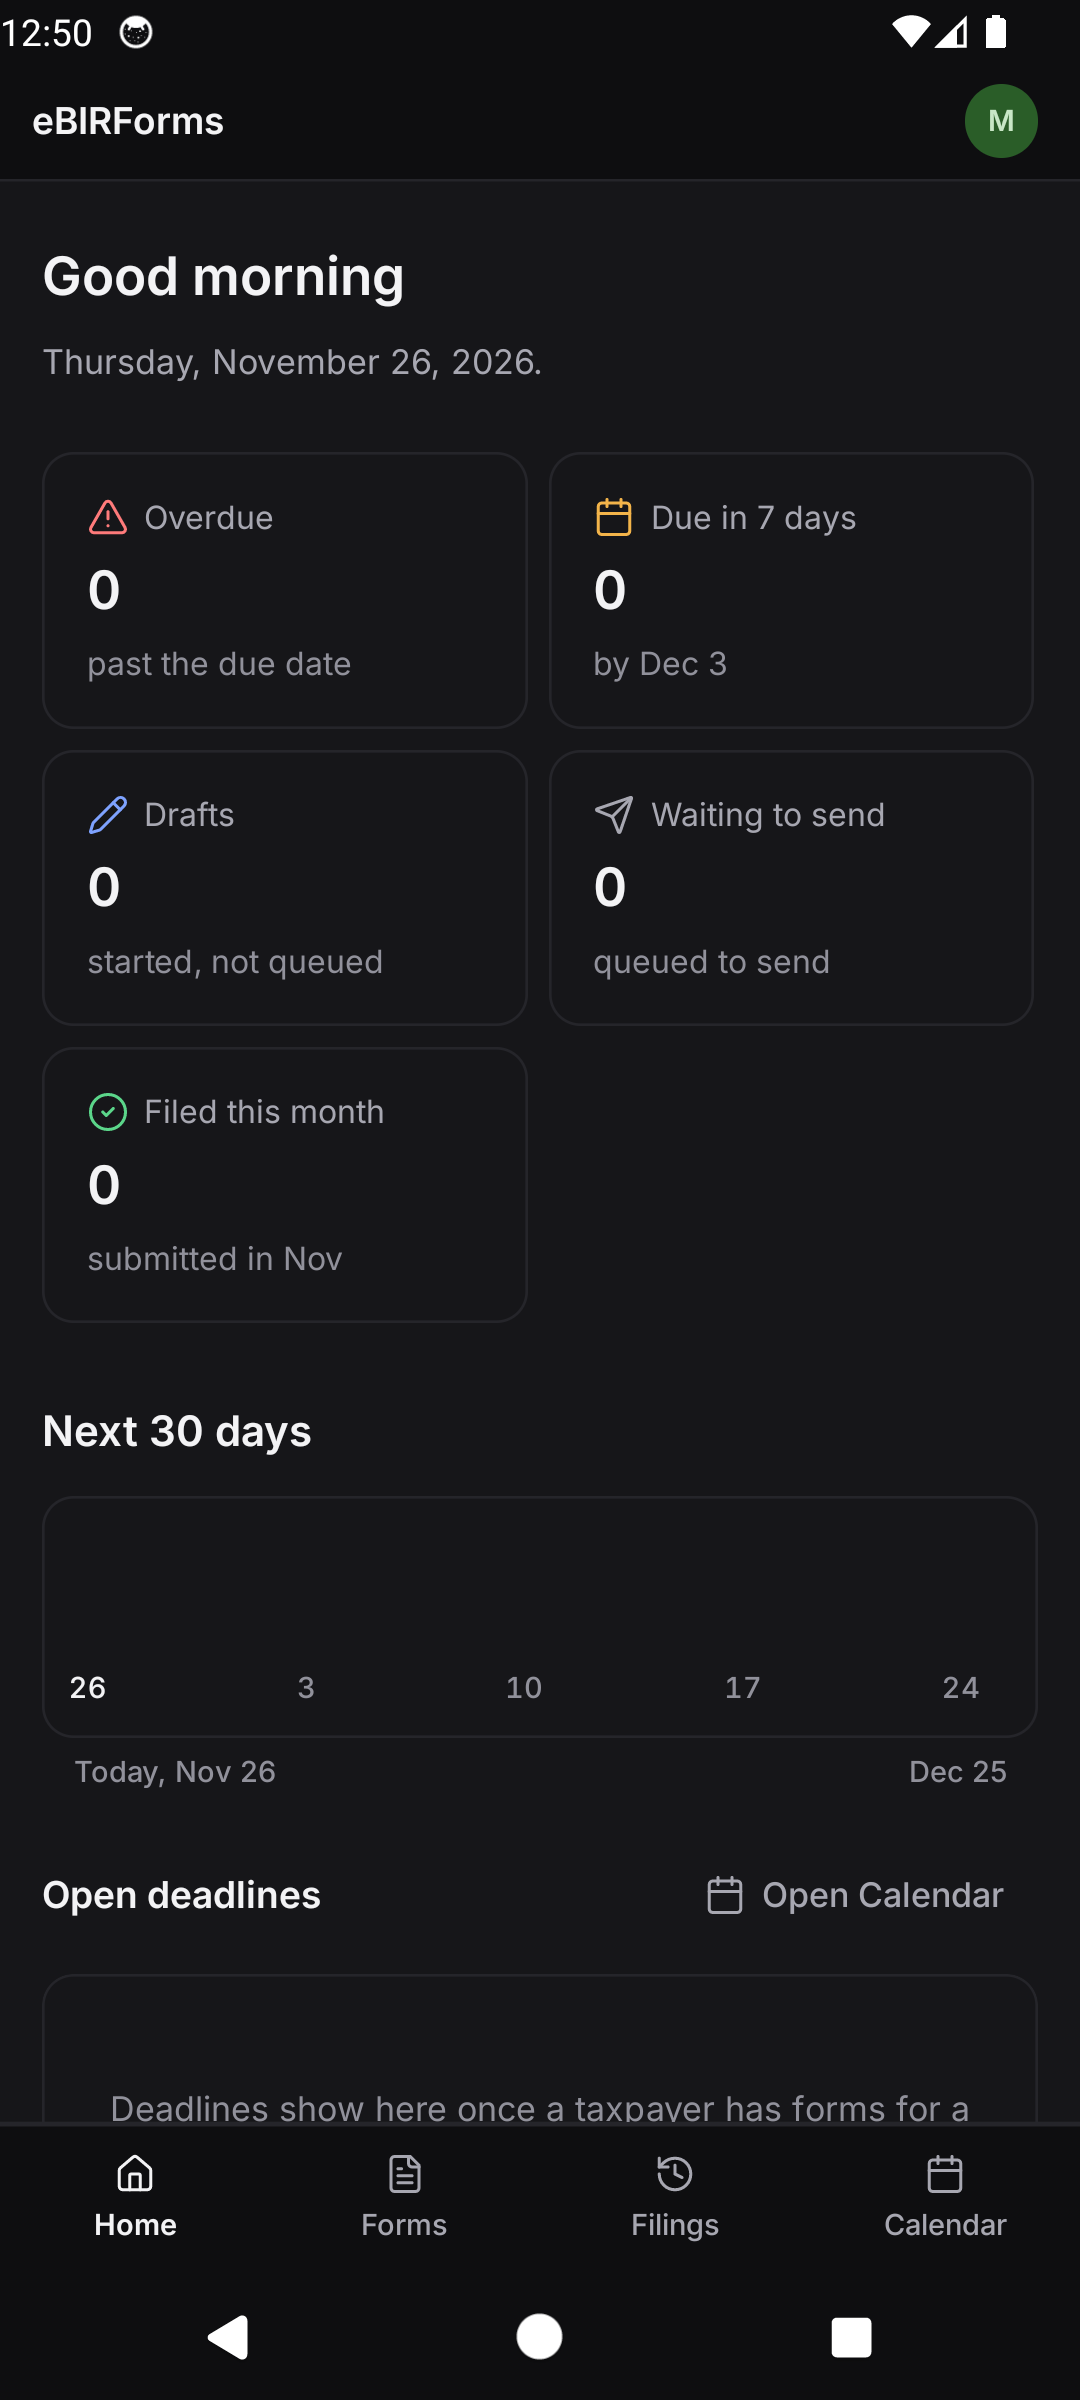 12:50
eBIRForms
M
Good morning
Thursday, November 26, 2026.
Overdue
0
past the due date
Due in 7 days
0
by Dec 3
Drafts
0
started, not queued
Waiting to send
0
queued to send
Filed this month
0
submitted in Nov
Next 30 days
26 3 10 17 24
Today, Nov 26 Dec 25
Open deadlines
Open Calendar
Deadlines show here once a taxpayer has forms for a
Home Forms Filings Calendar